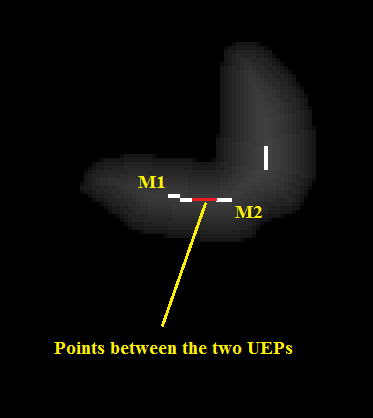 M1
M2
Points between the two UEPs